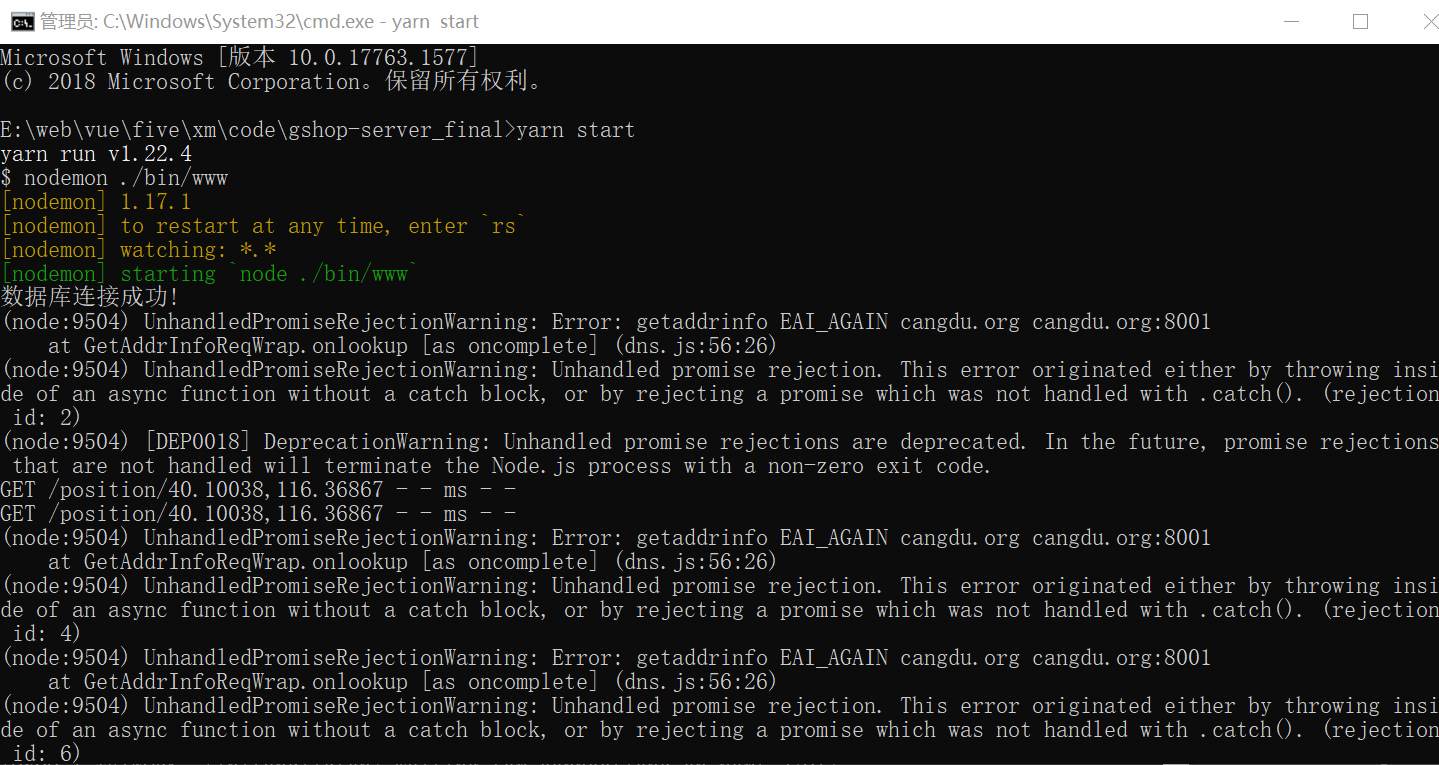 管理员: C:\Windows\System32\cmd.exe - yarn start
Microsoft Windows [版本 10.0.17763.1577]
(c) 2018 Microsoft Corporation。保留所有权利。
E:\web\vue\five\xm\code\gshop-server_final>yarn start
yarn run v1.22.4
$ nodemon ./bin/www
[nodemon] 1.17.1
[nodemon] to restart at any time, enter `rs`
[nodemon] watching: *.*
[nodemon] starting `node ./bin/www`
数据库连接成功!
(node:9504) UnhandledPromiseRejectionWarning: Error: getaddrinfo EAI_AGAIN cangdu.org cangdu.org:8001
    at GetAddrInfoReqWrap.onlookup [as oncomplete] (dns.js:56:26)
(node:9504) UnhandledPromiseRejectionWarning: Unhandled promise rejection. This error originated either by throwing insi
de of an async function without a catch block, or by rejecting a promise which was not handled with .catch(). (rejection
 id: 2)
(node:9504) [DEP0018] DeprecationWarning: Unhandled promise rejections are deprecated. In the future, promise rejections
 that are not handled will terminate the Node.js process with a non-zero exit code.
GET /position/40.10038,116.36867 - - ms - -
GET /position/40.10038,116.36867 - - ms - -
(node:9504) UnhandledPromiseRejectionWarning: Error: getaddrinfo EAI_AGAIN cangdu.org cangdu.org:8001
    at GetAddrInfoReqWrap.onlookup [as oncomplete] (dns.js:56:26)
(node:9504) UnhandledPromiseRejectionWarning: Unhandled promise rejection. This error originated either by throwing insi
de of an async function without a catch block, or by rejecting a promise which was not handled with .catch(). (rejection
 id: 4)
(node:9504) UnhandledPromiseRejectionWarning: Error: getaddrinfo EAI_AGAIN cangdu.org cangdu.org:8001
    at GetAddrInfoReqWrap.onlookup [as oncomplete] (dns.js:56:26)
(node:9504) UnhandledPromiseRejectionWarning: Unhandled promise rejection. This error originated either by throwing insi
de of an async function without a catch block, or by rejecting a promise which was not handled with .catch(). (rejection
 id: 6)